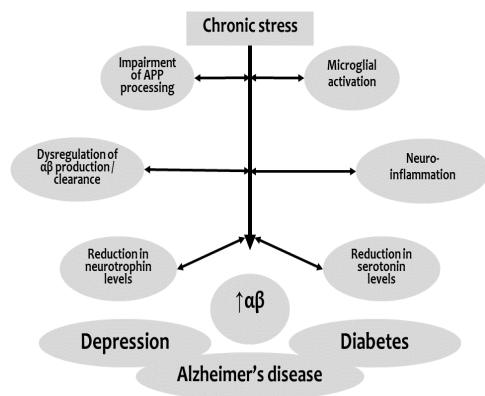 Chronic stress
Impairment
of APP
processing
Microglial
activation
Dysregulation of
αβ production/
clearance
Neuro-
inflammation
Reduction in
neurotrophin
levels
Reduction in
serotonin
levels
↑αβ
Depression
Diabetes
Alzheimer's disease